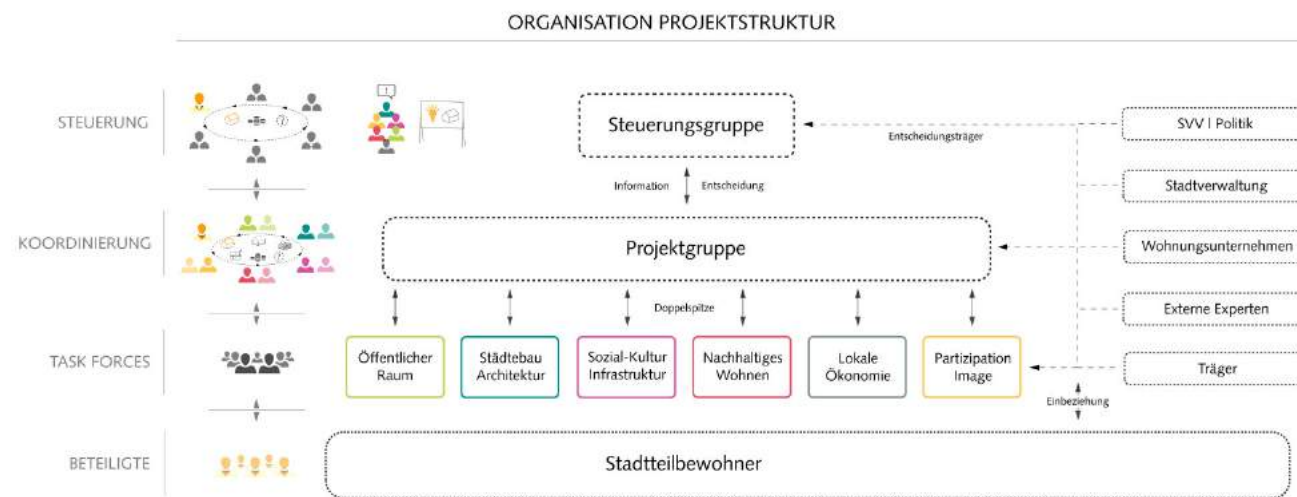 ORGANISATION PROJEKTSTRUKTUR
STEUERUNG
Steuerungsgruppe
Entscheidungsträger
SVV | Politik
Stadtverwaltung
Information
Entscheidung
KOORDINIERUNG
Projektgruppe
Wohnungsunternehmen
Doppelspitze
Externe Experten
TASK FORCES
Öffentlicher
Raum
Städtebau
Architektur
Sozial-Kultur
Infrastruktur
Nachhaltiges
Wohnen
Lokale
Ökonomie
Partizipation
Image
Träger
Einbeziehung
BETEILIGTE
Stadtteilbewohner